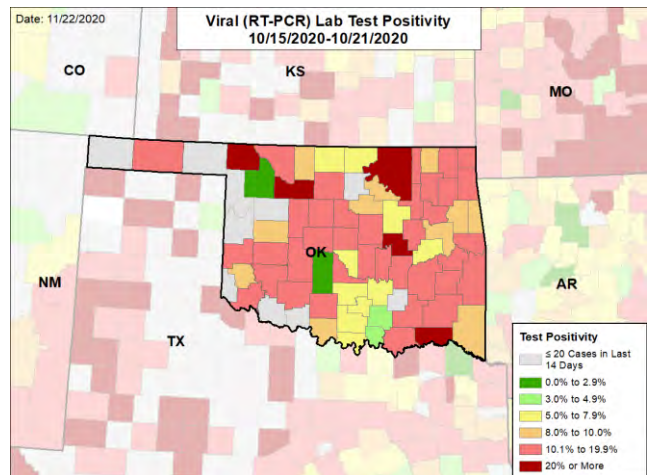 Date: 11/22/2020
Viral (RT-PCR) Lab Test Positivity
10/15/2020-10/21/2020
CO
KS
MO
OK
NM
AR
TX
Test Positivity
≤ 20 Cases in Last
14 Days
0.0% to 2.9%
3.0% to 4.9%
5.0% to 7.9%
8.0% to 10.0%
10.1% to 19.9%
20% or More